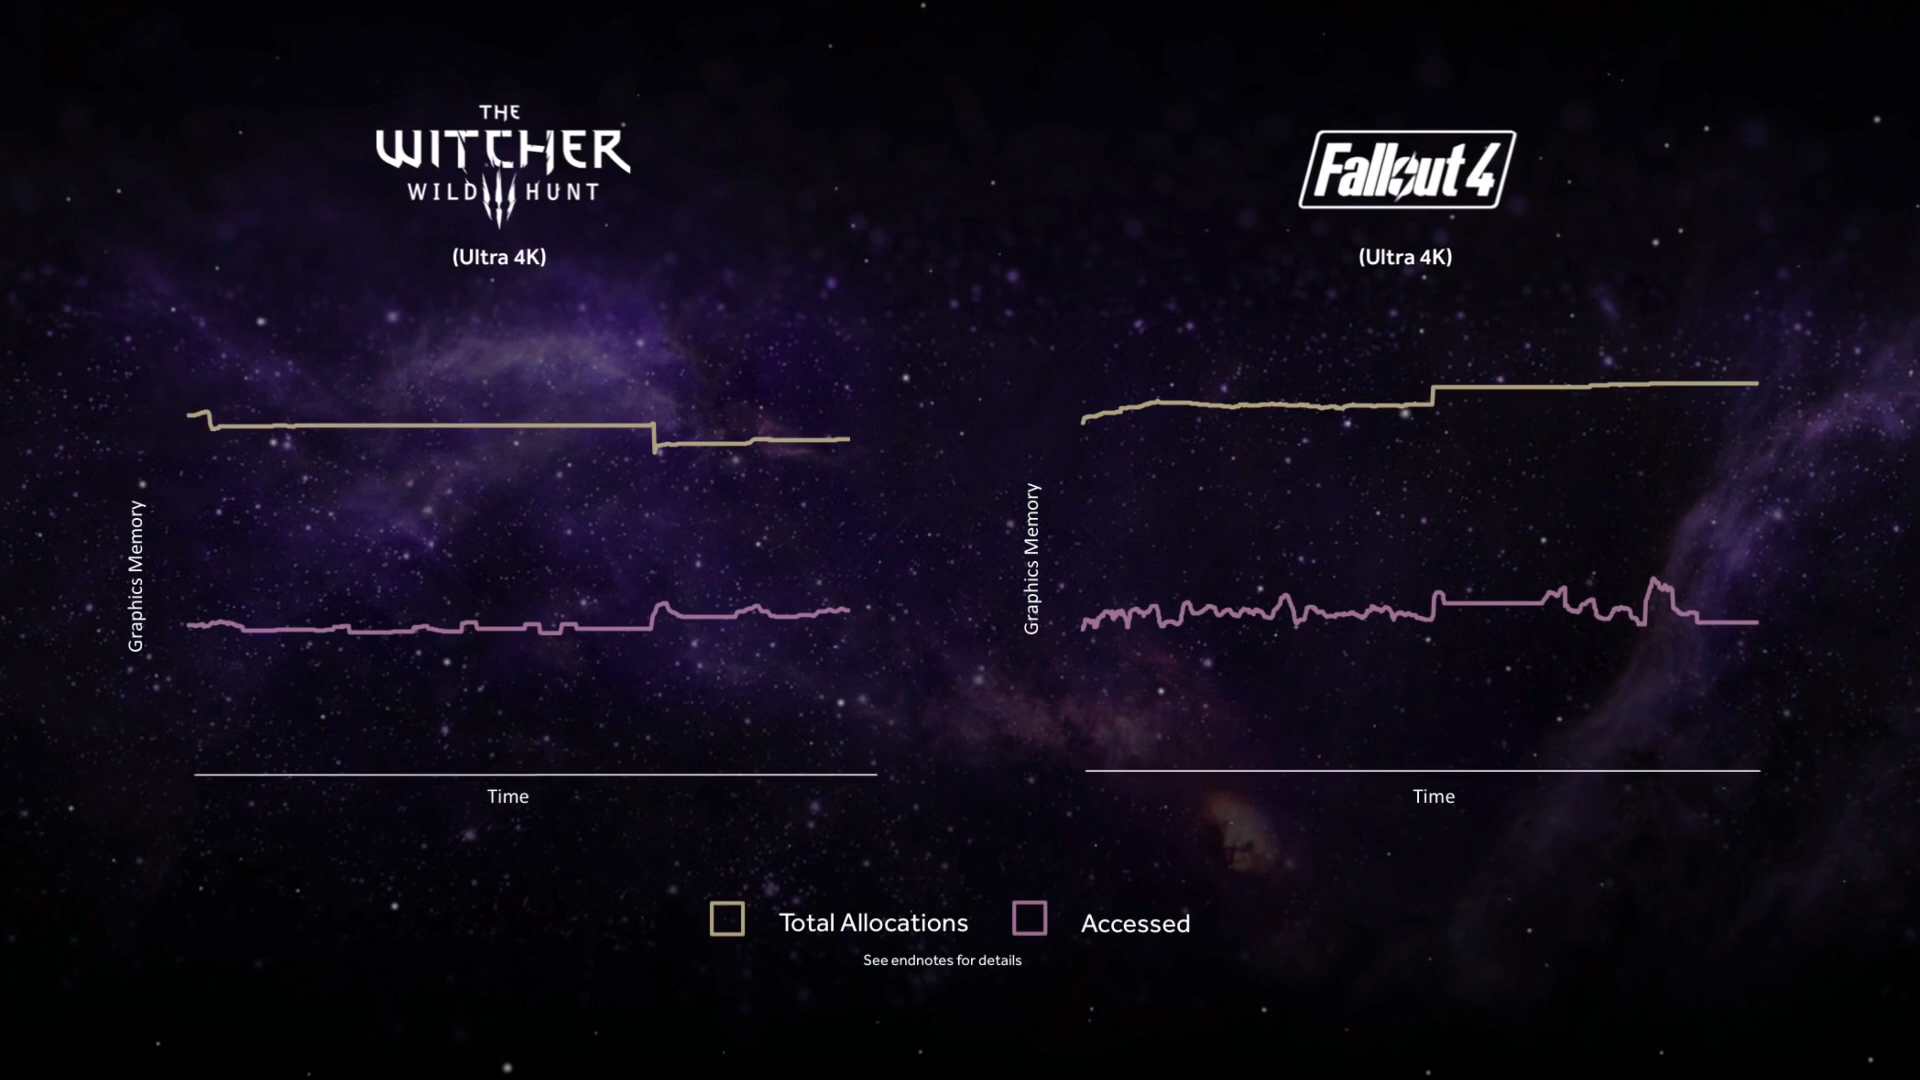 THE
WITCHER
WILD HUNT
(Ultra 4K)
Graphics Memory
Time
Fallout 4
(Ultra 4K)
Graphics Memory
Time
Total Allocations
Accessed
See endnotes for details